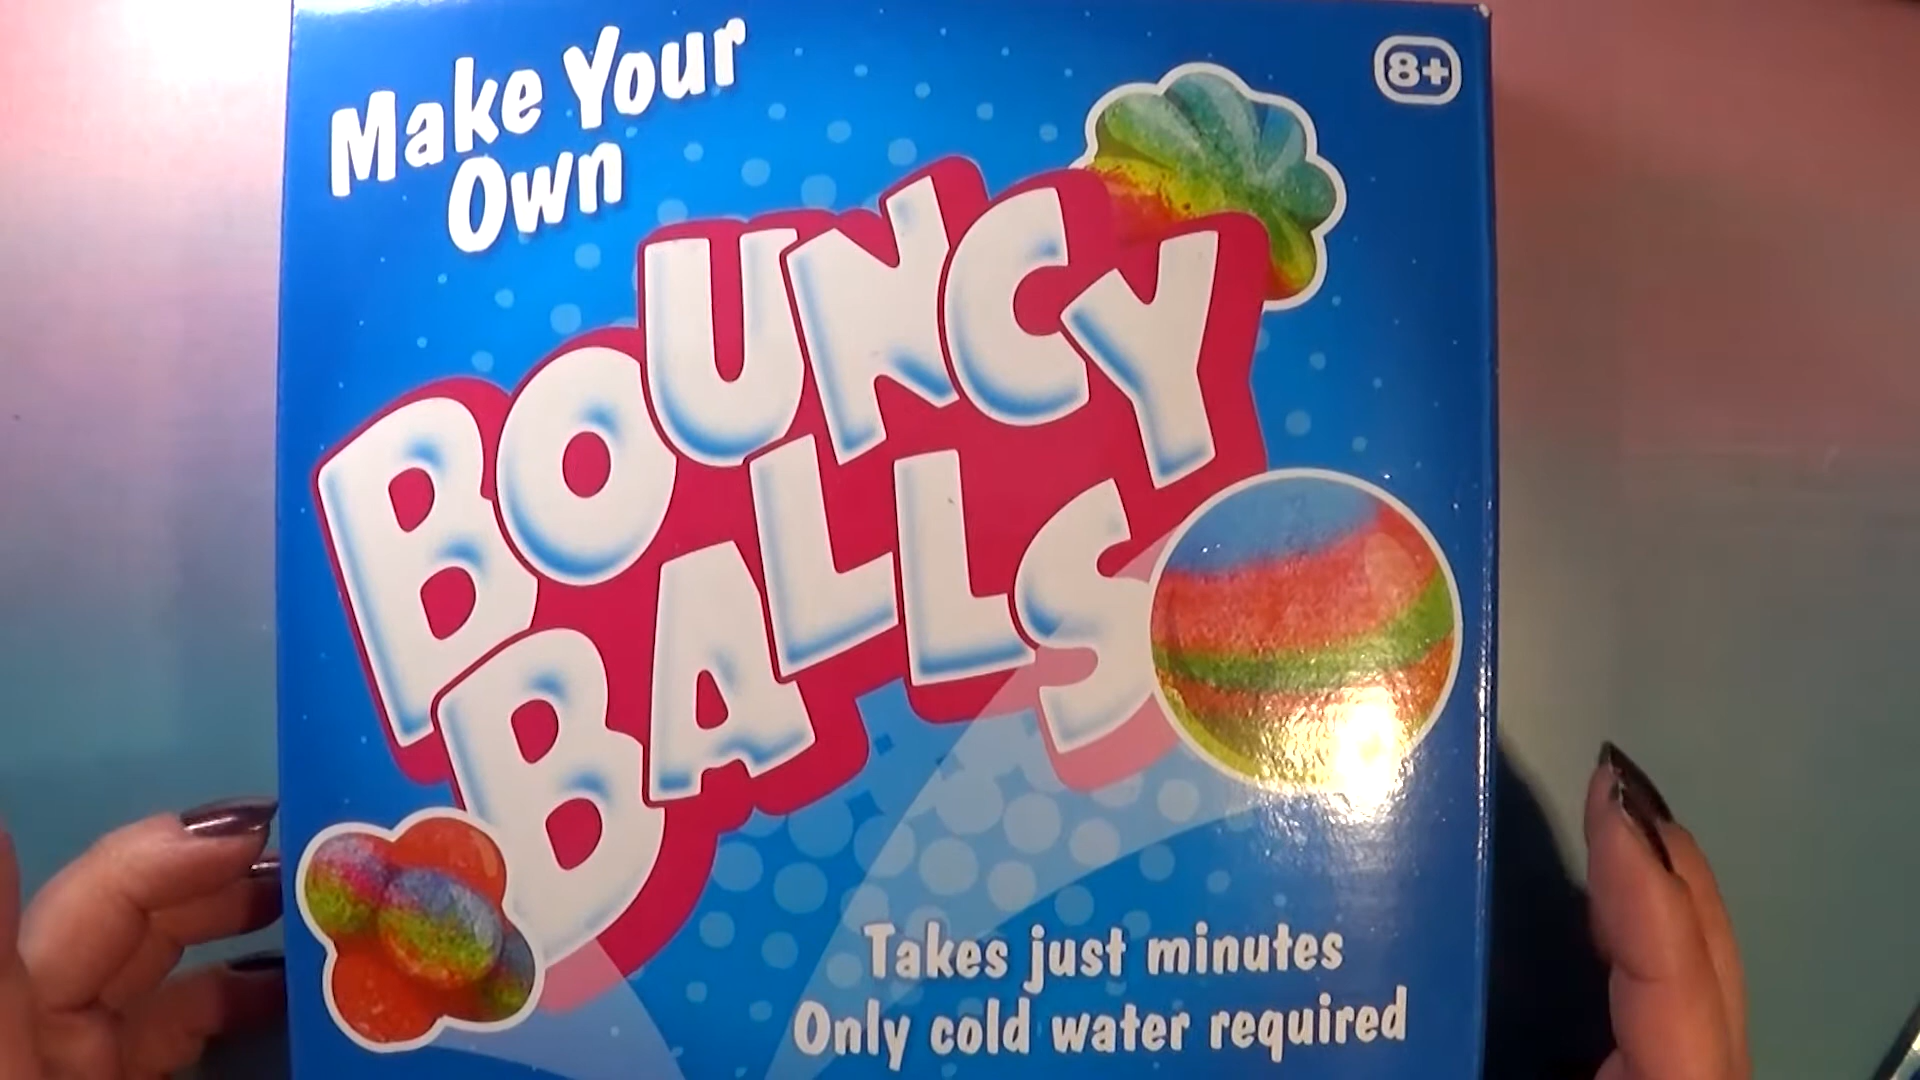 Make Your
Own
8+
BOUNCY
BALLS
Takes just minutes
Only cold water required